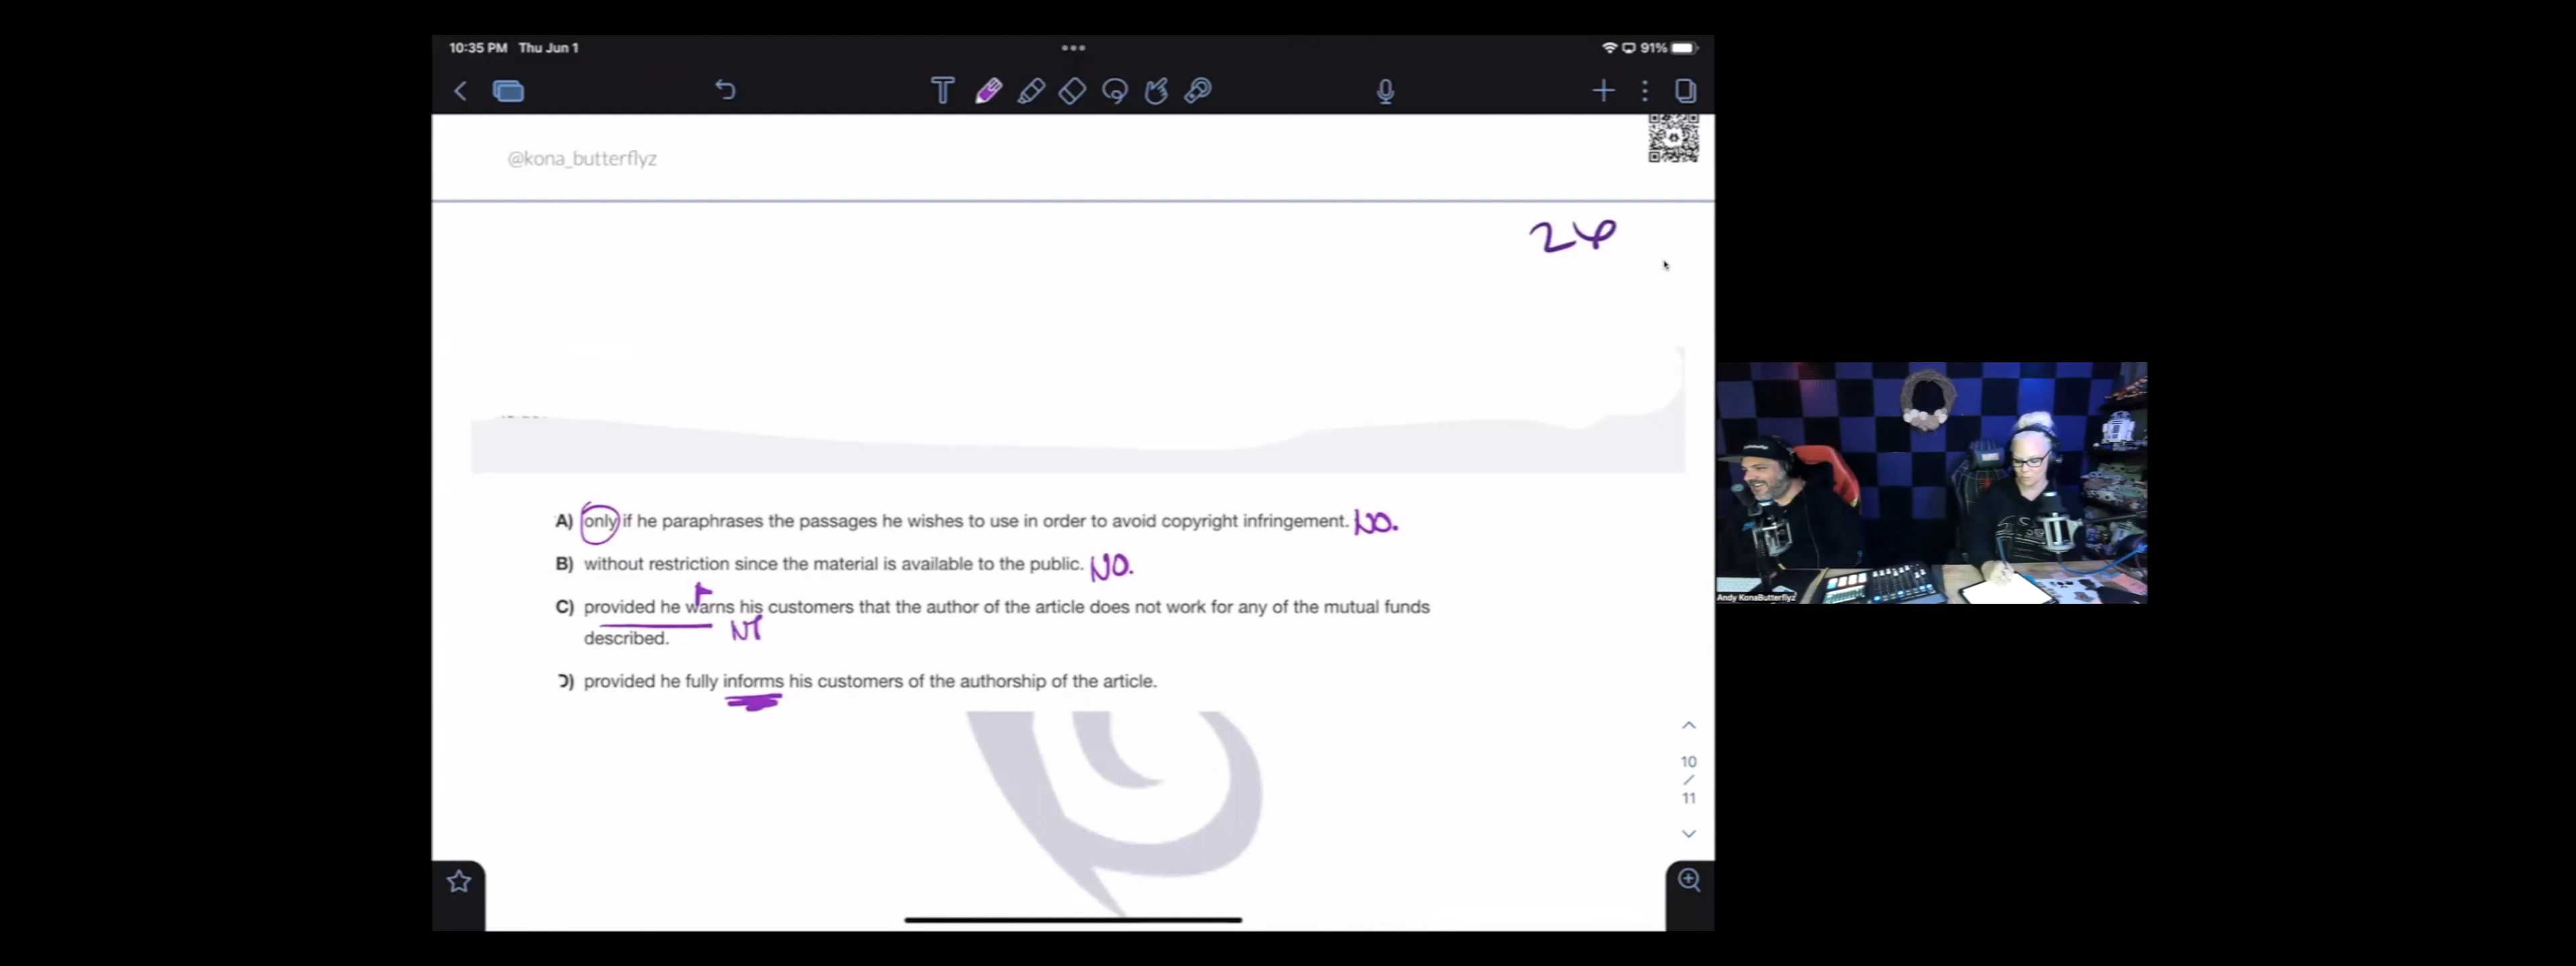 10:35 PM Thu Jun 1
91%
@kona_butterflyz
26
A) only if he paraphrases the passages he wishes to use in order to avoid copyright infringement. NO.
B) without restriction since the material is available to the public. NO.
C) provided he warns his customers that the author of the article does not work for any of the mutual funds
described.
D) provided he fully informs his customers of the authorship of the article.
10
/
11
Andy KonaButterflyz